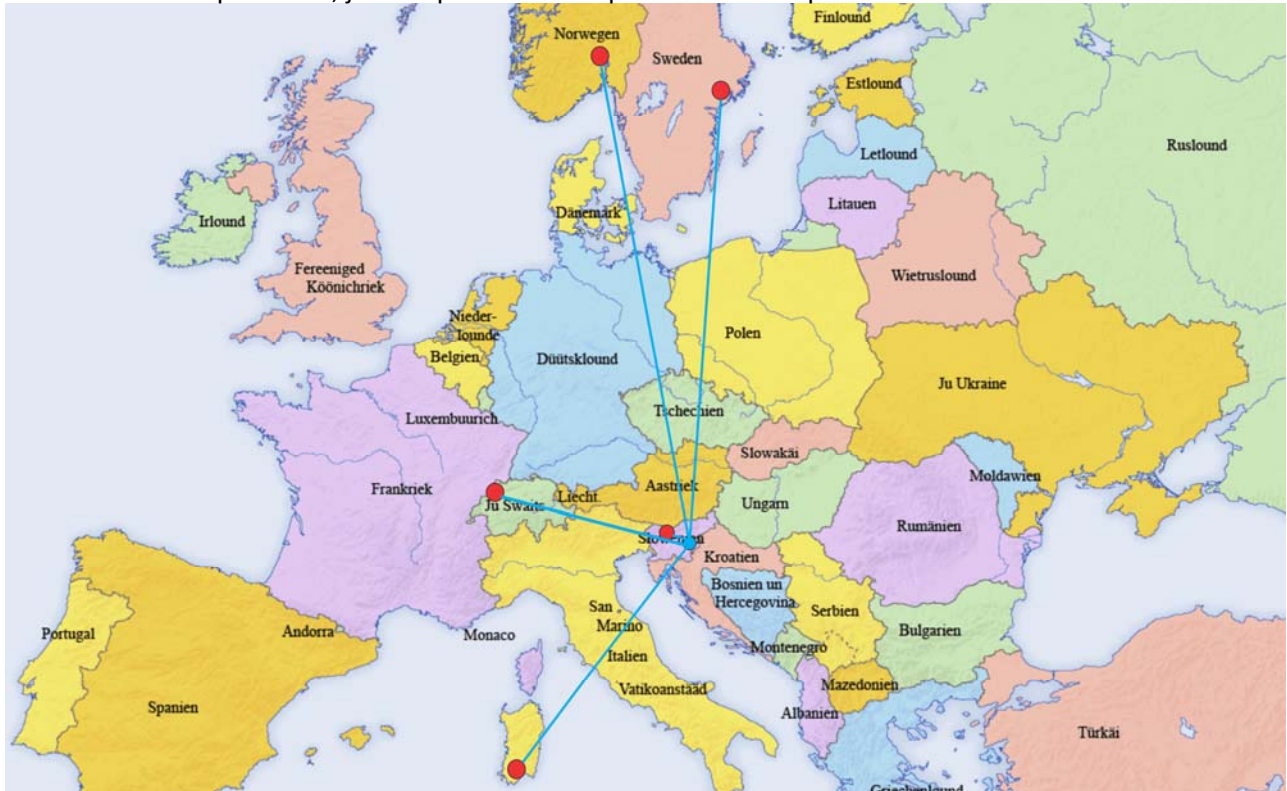 Finlound
Norwegen
Sweden
Estlound
Ruslound
Letlound
Litauen
Irlound
Dänemark
Fereeniged
Köönichriek
Wietruslound
Nieder-
lounde
Belgien
Düütsklound
Polen
Ju Ukraine
Luxembuurich
Tschechien
Slowakäi
Moldawien
Frankriek
Aastriek
Liecht.
Ju Swaits
Ungarn
Rumänien
Slowenien
Kroatien
Bosnien un
Hercegovina
San
Marino
Serbien
Portugal
Andorra
Monaco
Bulgarien
Montenegro
Italien
Mazedonien
Vatikoanstaad
Spanien
Albanien
Türkäi